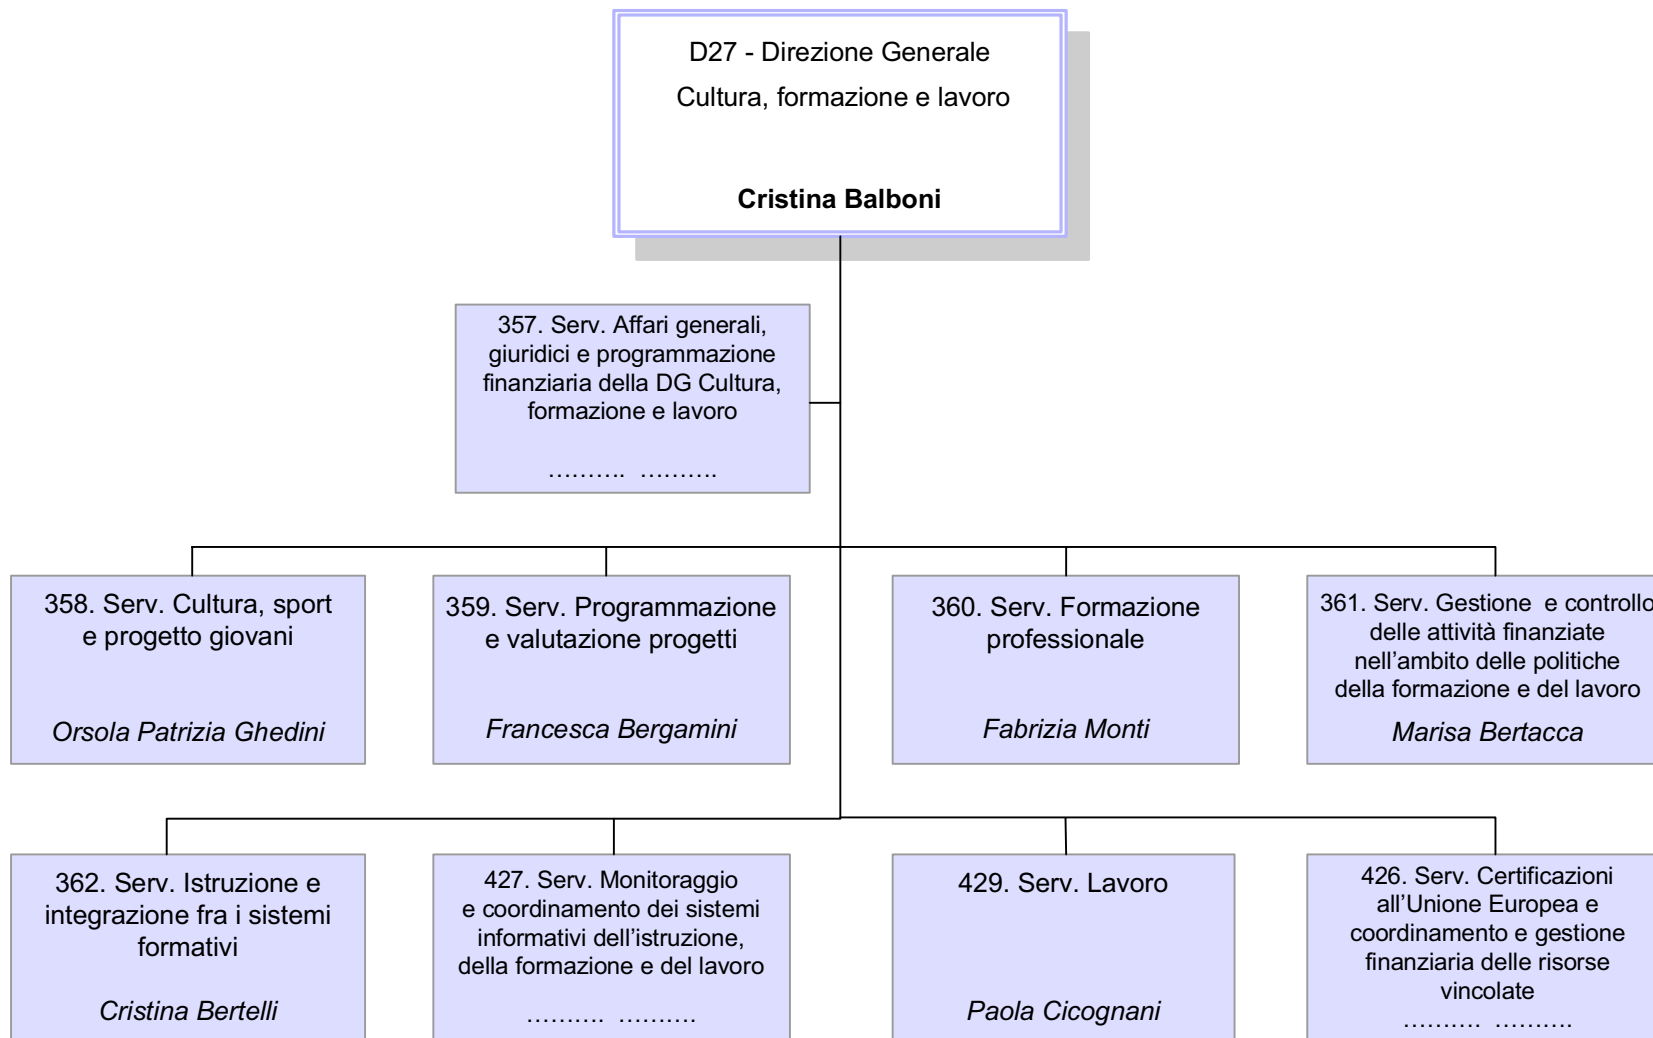 D27 - Direzione Generale
Cultura, formazione e lavoro
Cristina Balboni
357. Serv. Affari generali,
giuridici e programmazione
finanziaria della DG Cultura,
formazione e lavoro
………. ……….
358. Serv. Cultura, sport
e progetto giovani
Orsola Patrizia Ghedini
359. Serv. Programmazione
e valutazione progetti
Francesca Bergamini
360. Serv. Formazione
professionale
Fabrizia Monti
361. Serv. Gestione e controllo
delle attività finanziate
nell’ambito delle politiche
della formazione e del lavoro
Marisa Bertacca
362. Serv. Istruzione e
integrazione fra i sistemi
formativi
Cristina Bertelli
427. Serv. Monitoraggio
e coordinamento dei sistemi
informativi dell’istruzione,
della formazione e del lavoro
………. ……….
429. Serv. Lavoro
Paola Cicognani
426. Serv. Certificazioni
all’Unione Europea e
coordinamento e gestione
finanziaria delle risorse
vincolate
………. ……….